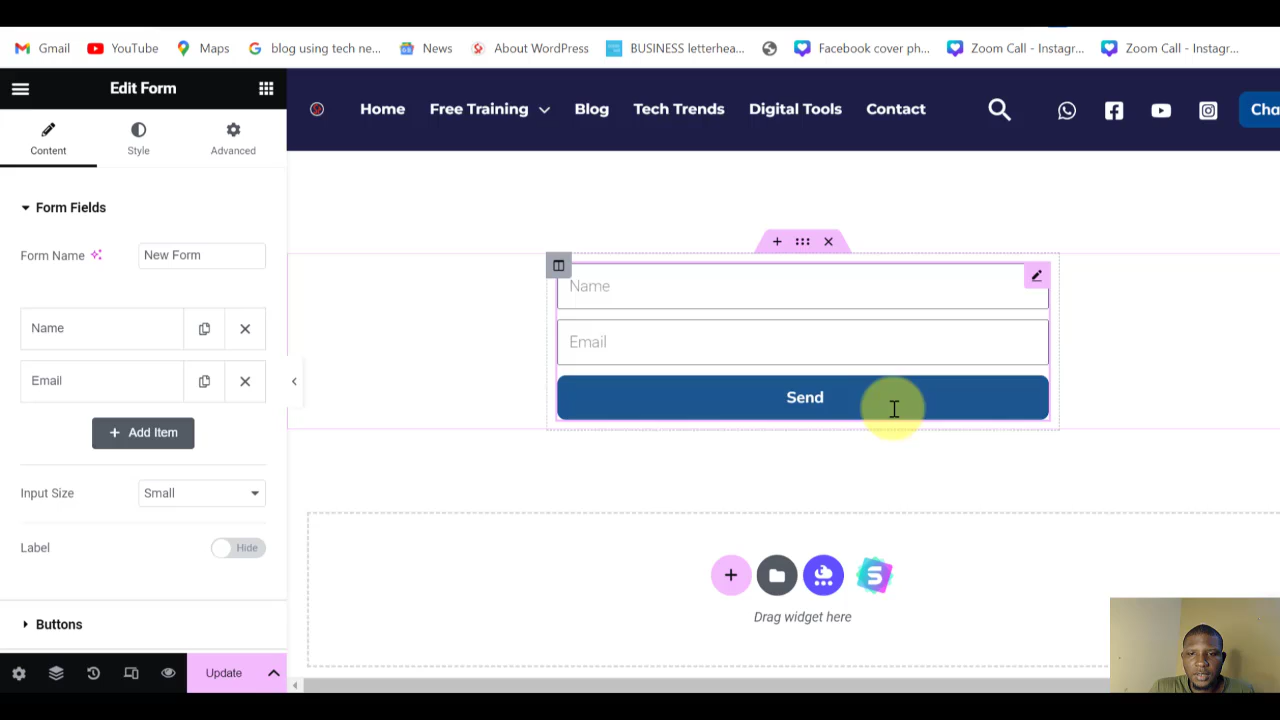 Gmail YouTube Maps blog using tech ne... News About WordPress BUSINESS letterhea... Facebook cover ph... Zoom Call - Instagr... Zoom Call - Instagr...
Edit Form
Home Free Training Blog Tech Trends Digital Tools Contact Cha
Content Style Advanced
Form Fields
Form Name New Form
Name
Email
Add Item
Input Size Small
Label Hide
Buttons
Update
Name
Email
Send
Drag widget here